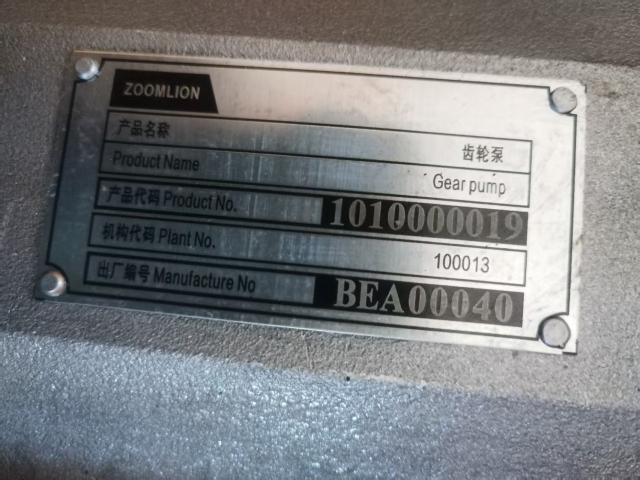 ZOOMLION
产品名称 齿轮泵
Product Name Gear pump
产品代码 Product No. 1010000019
机构代码 Plant No. 100013
出厂编号 Manufacture No BEA00040